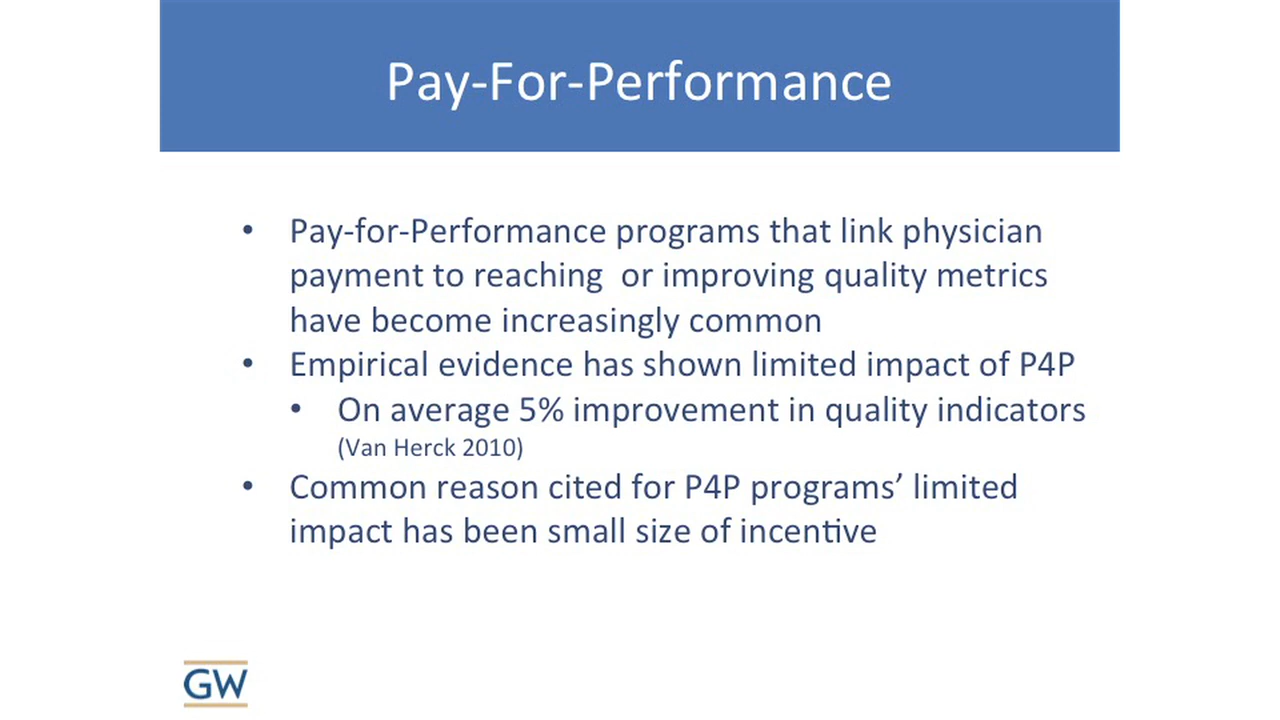 Pay-For-Performance
• Pay-for-Performance programs that link physician
payment to reaching  or improving quality metrics
have become increasingly common
• Empirical evidence has shown limited impact of P4P
• On average 5% improvement in quality indicators
(Van Herck 2010)
• Common reason cited for P4P programs’ limited
impact has been small size of incentive
GW